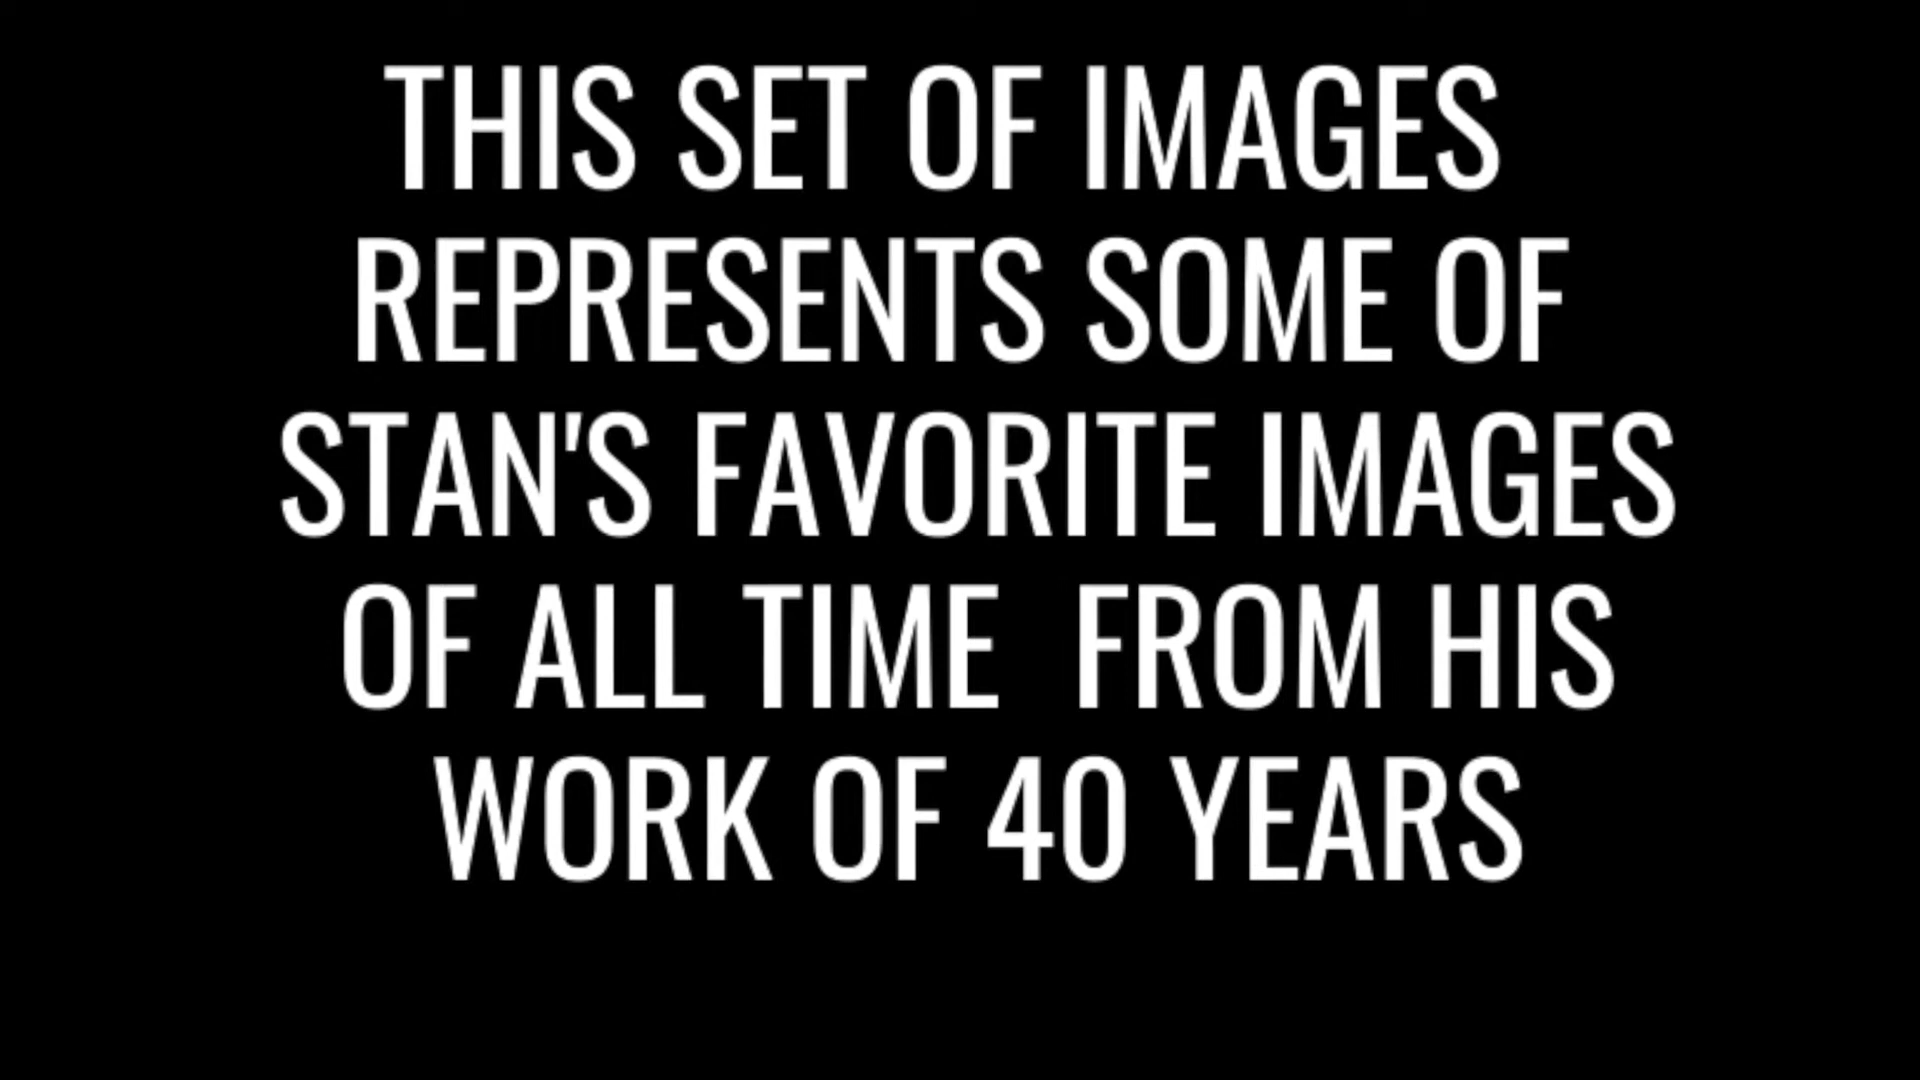 THIS SET OF IMAGES
REPRESENTS SOME OF
STAN'S FAVORITE IMAGES
OF ALL TIME  FROM HIS
WORK OF 40 YEARS